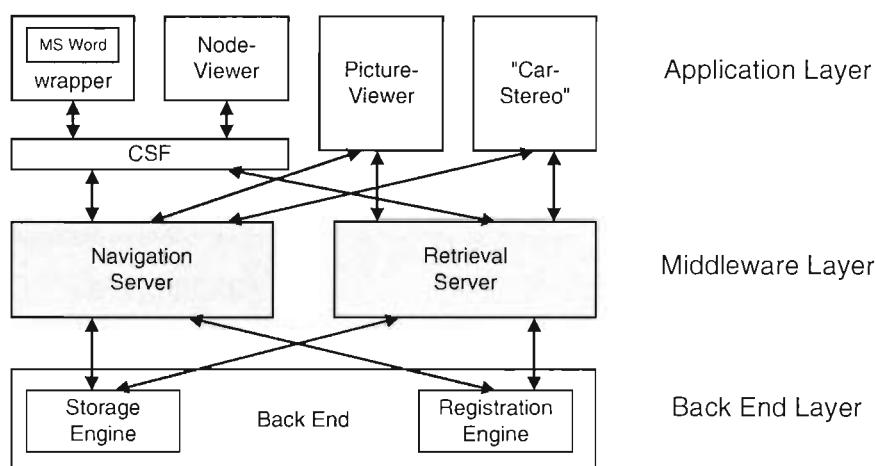 MS Word
wrapper
Node-
Viewer
Picture-
Viewer
"Car-
Stereo"
Application Layer
CSF
Navigation
Server
Retrieval
Server
Middleware Layer
Storage
Engine
Back End
Registration
Engine
Back End Layer